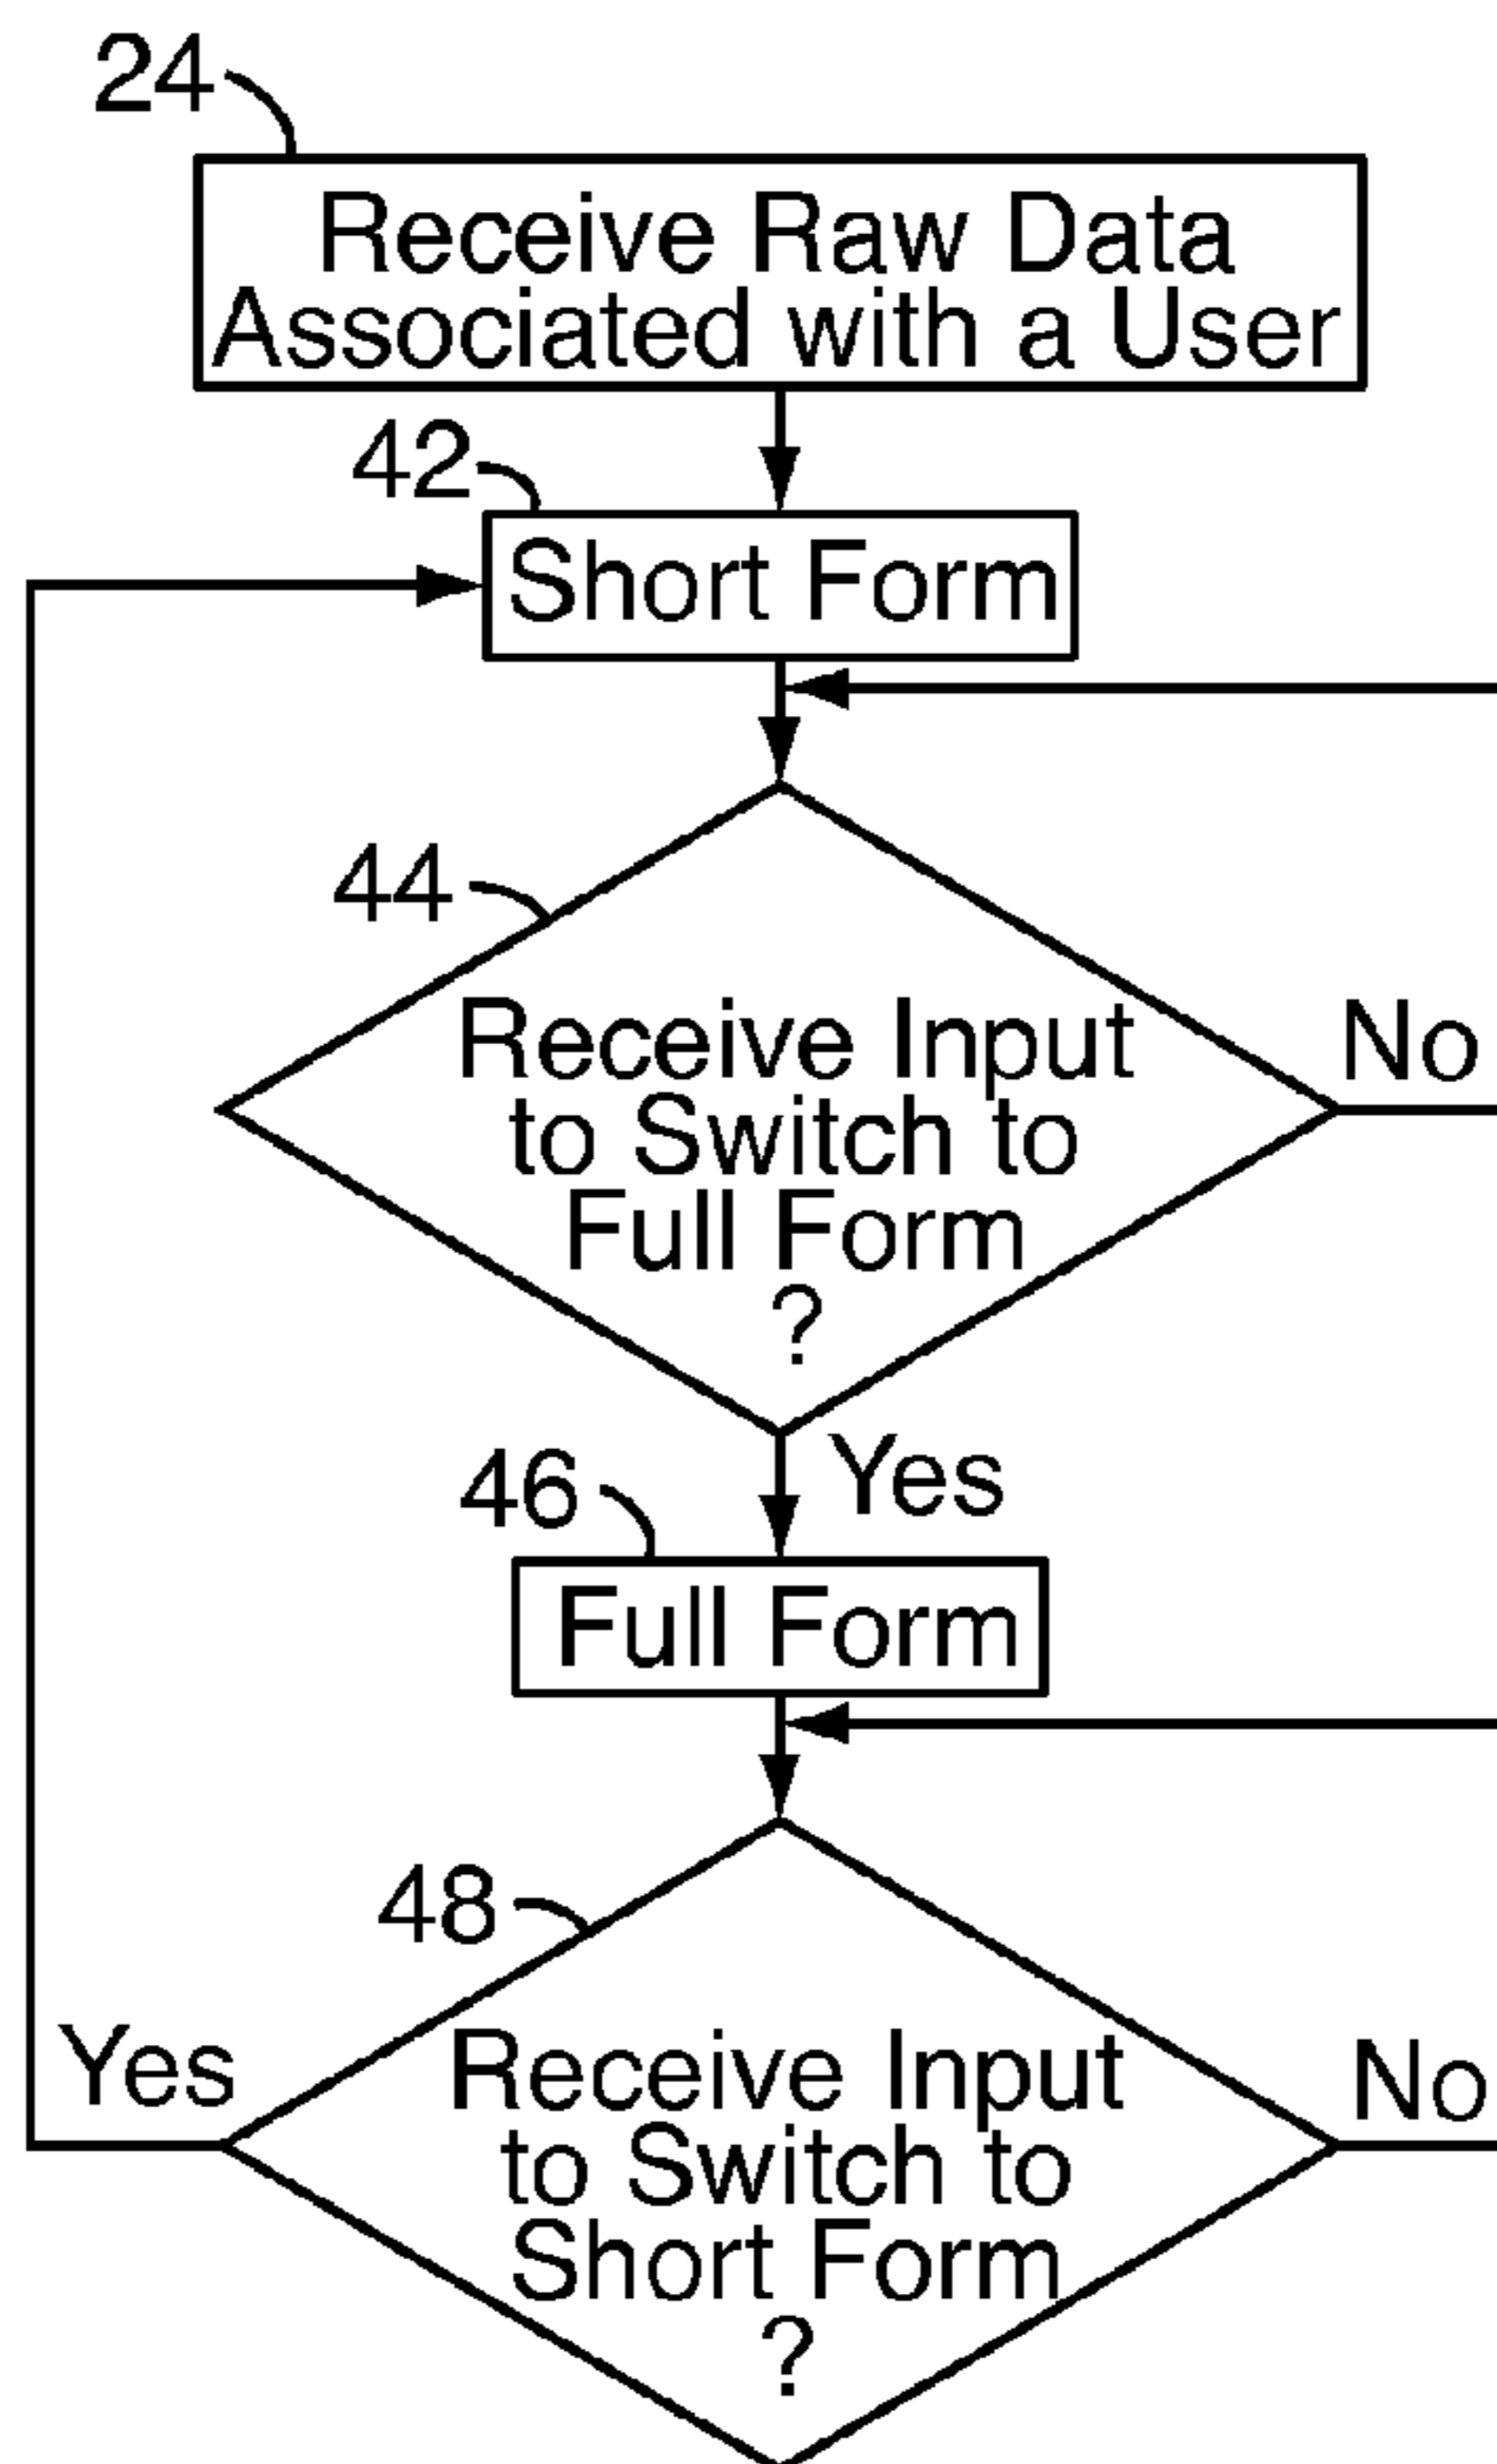 24
Receive Raw Data
Associated with a User
42
Short Form
44
Receive Input
to Switch to
Full Form
?
No
Yes
46
Full Form
48
Yes
Receive Input
to Switch to
Short Form
?
No